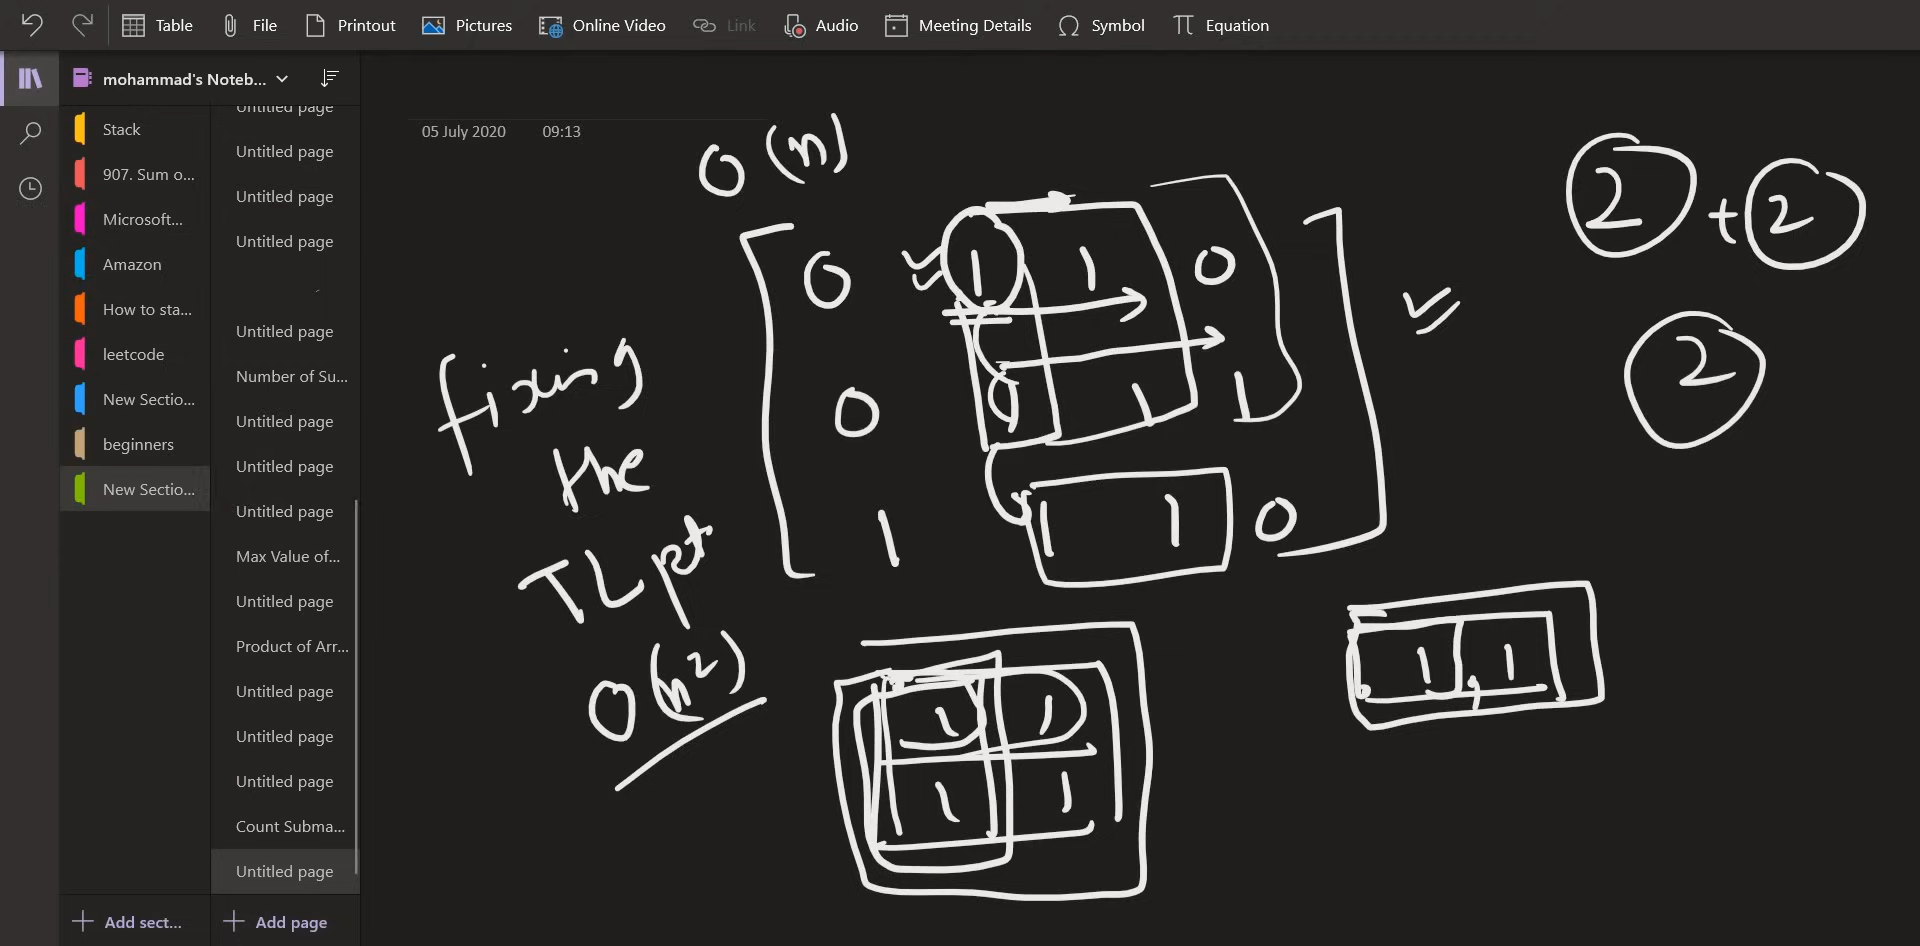 Table File Printout Pictures Online Video Link Audio Meeting Details Symbol Equation
mohammad's Noteb...
Stack
907. Sum o...
Microsoft...
Amazon
How to sta...
leetcode
New Sectio...
beginners
New Sectio...
Add sect...
Untitled page
Untitled page
Untitled page
Untitled page
Untitled page
Number of Su...
Untitled page
Untitled page
Untitled page
Max Value of...
Untitled page
Product of Arr...
Untitled page
Untitled page
Untitled page
Count Subma...
Untitled page
Add page
05 July 2020 09:13
O(n)
0 1 1 0
0 1 1 1
1 1 1 0
2 + 2
2
fixing
the
TL pt
O(n²)
1 1
1 1
1, 1